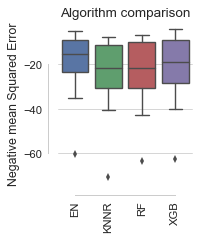 Algorithm comparison
Negative mean Squared Error
−20
−40
−60
EN
KNNR
RF
XGB